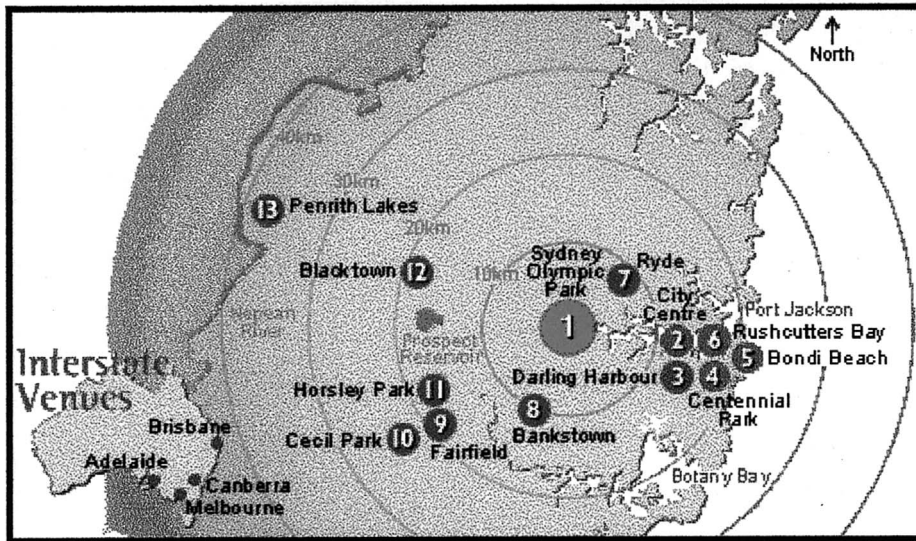 North
40km
30km
13 Penrith Lakes
20km
Sydney
Olympic
Park
Ryde
7
Blacktown 12
10km
City
Centre
Port Jackson
Nepean
River
1
2
6 Rushcutters Bay
Prospect
Reservoir
5 Bondi Beach
Interstate
Venues
Horsley Park 11
Darling Harbour 3
4
Centennial
Park
8
Bankstown
Brisbane
Cecil Park 10
9
Fairfield
Adelaide
Botany Bay
Canberra
Melbourne